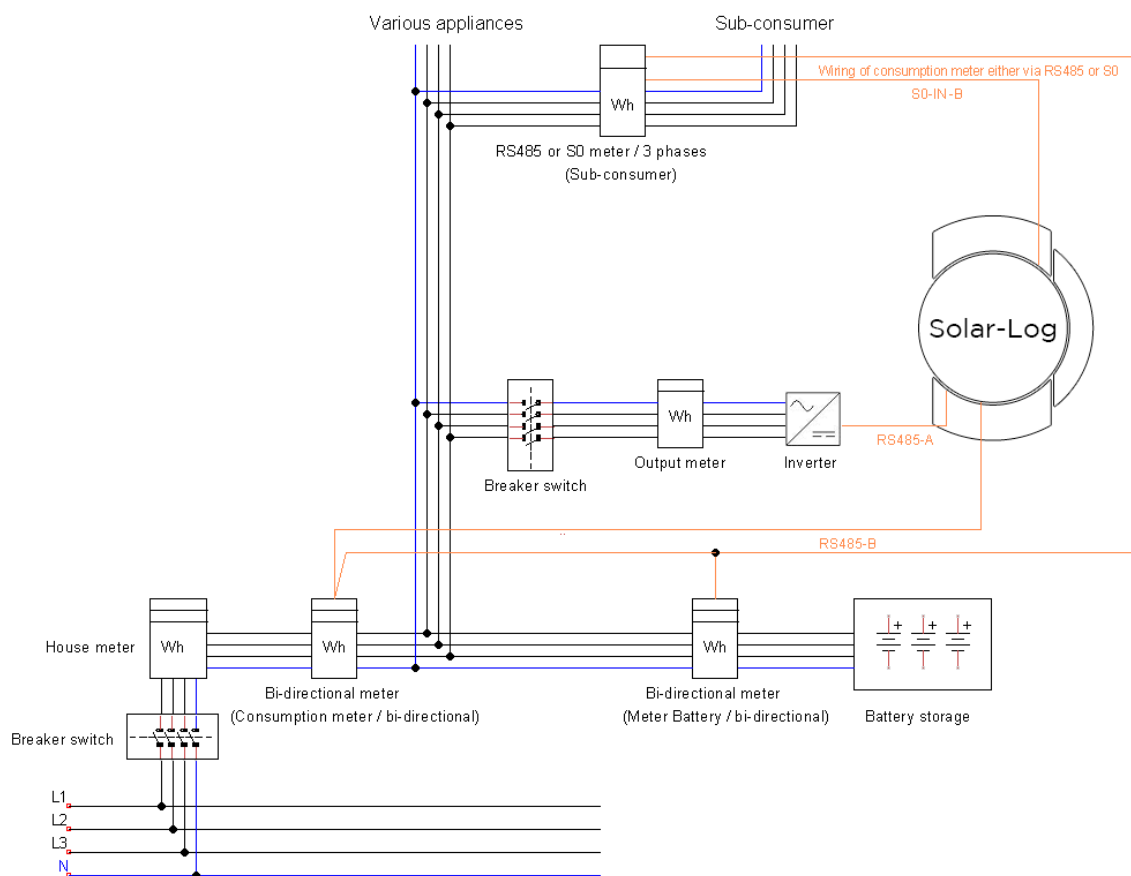 Various appliances
Sub-consumer
Wiring of consumption meter either via RS485 or S0
Wh
S0-IN-B
RS485 or S0 meter / 3 phases
(Sub-consumer)
Solar-Log
Wh
RS485-A
Output meter
Inverter
Breaker switch
..
RS485-B
House meter
Wh
Wh
Wh
+
+
+
Bi-directional meter
(Consumption meter / bi-directional)
Bi-directional meter
(Meter Battery / bi-directional)
Battery storage
Breaker switch
L1
L2
L3
N